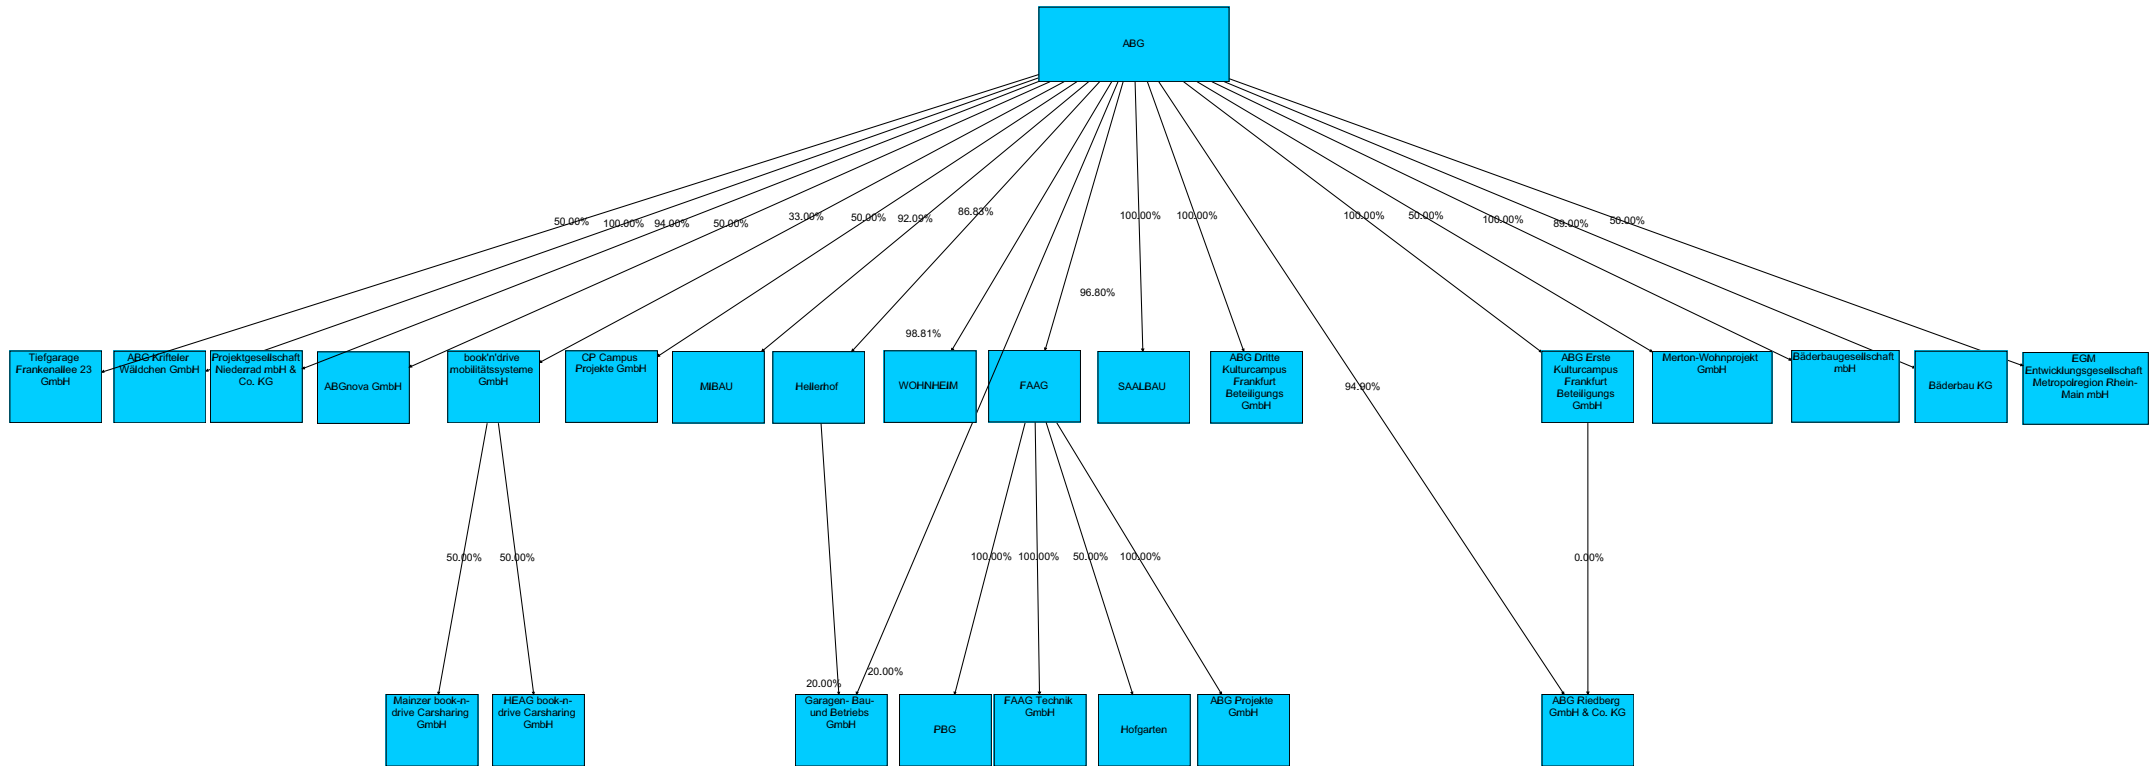 ABG
50.00%
100.00%
94.00%
50.00%
33.00%
50.00%
92.09%
86.83%
100.00%
100.00%
100.00%
50.00%
100.00%
89.00%
50.00%
96.80%
98.81%
94.90%
Tiefgarage
Frankenallee 23
GmbH
ABG Krifteler
Wäldchen GmbH
Projektgesellschaft
Niederrad mbH &
Co. KG
ABGnova GmbH
book'n'drive
mobilitätssysteme
GmbH
CP Campus
Projekte GmbH
MIBAU
Hellerhof
WOHNHEIM
FAAG
SAALBAU
ABG Dritte
Kulturcampus
Frankfurt
Beteiligungs
GmbH
ABG Erste
Kulturcampus
Frankfurt
Beteiligungs
GmbH
Merton-Wohnprojekt
GmbH
Bäderbaugesellschaft
mbH
Bäderbau KG
EGM
Entwicklungsgesellschaft
Metropolregion Rhein-
Main mbH
50.00%
50.00%
100.00%
100.00%
50.00%
100.00%
0.00%
20.00%
20.00%
Mainzer book-n-
drive Carsharing
GmbH
HEAG book-n-
drive Carsharing
GmbH
Garagen- Bau-
und Betriebs
GmbH
PBG
FAAG Technik
GmbH
Hofgarten
ABG Projekte
GmbH
ABG Riedberg
GmbH & Co. KG